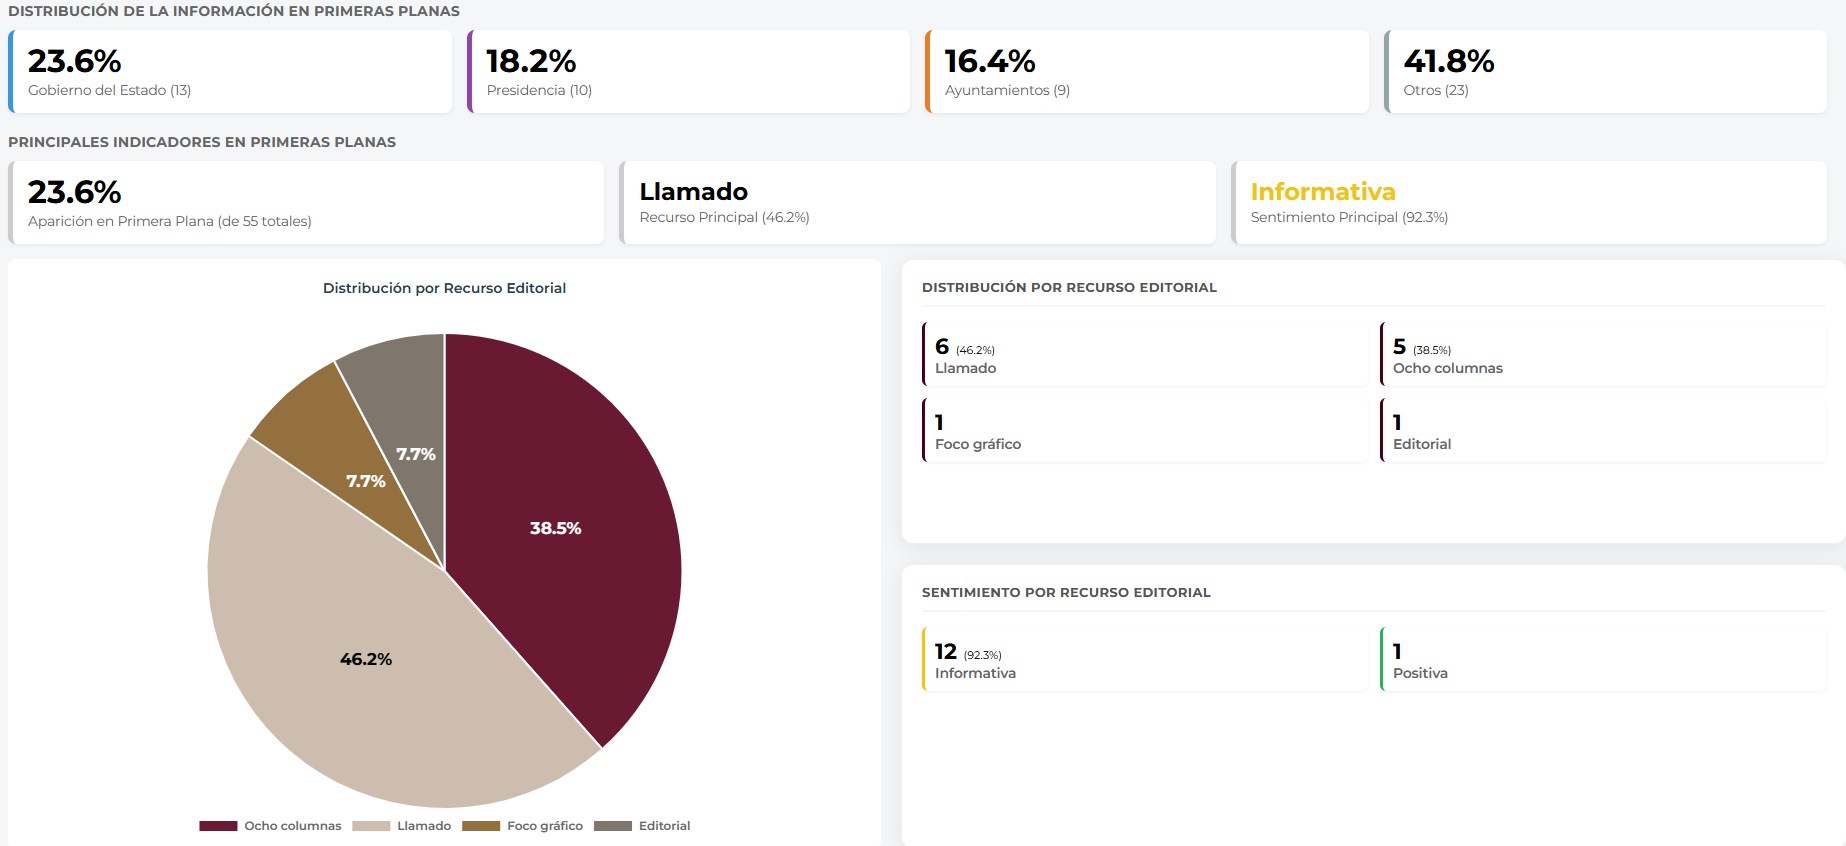 DISTRIBUCIÓN DE LA INFORMACIÓN EN PRIMERAS PLANAS
23.6%
Gobierno del Estado (13)
18.2%
Presidencia (10)
16.4%
Ayuntamientos (9)
41.8%
Otros (23)
PRINCIPALES INDICADORES EN PRIMERAS PLANAS
23.6%
Aparición en Primera Plana (de 55 totales)
Llamado
Recurso Principal (46.2%)
Informativa
Sentimiento Principal (92.3%)
Distribución por Recurso Editorial
7.7%
7.7%
38.5%
46.2%
Ocho columnas
Llamado
Foco gráfico
Editorial
DISTRIBUCIÓN POR RECURSO EDITORIAL
6 (46.2%)
Llamado
5 (38.5%)
Ocho columnas
1
Foco gráfico
1
Editorial
SENTIMIENTO POR RECURSO EDITORIAL
12 (92.3%)
Informativa
1
Positiva